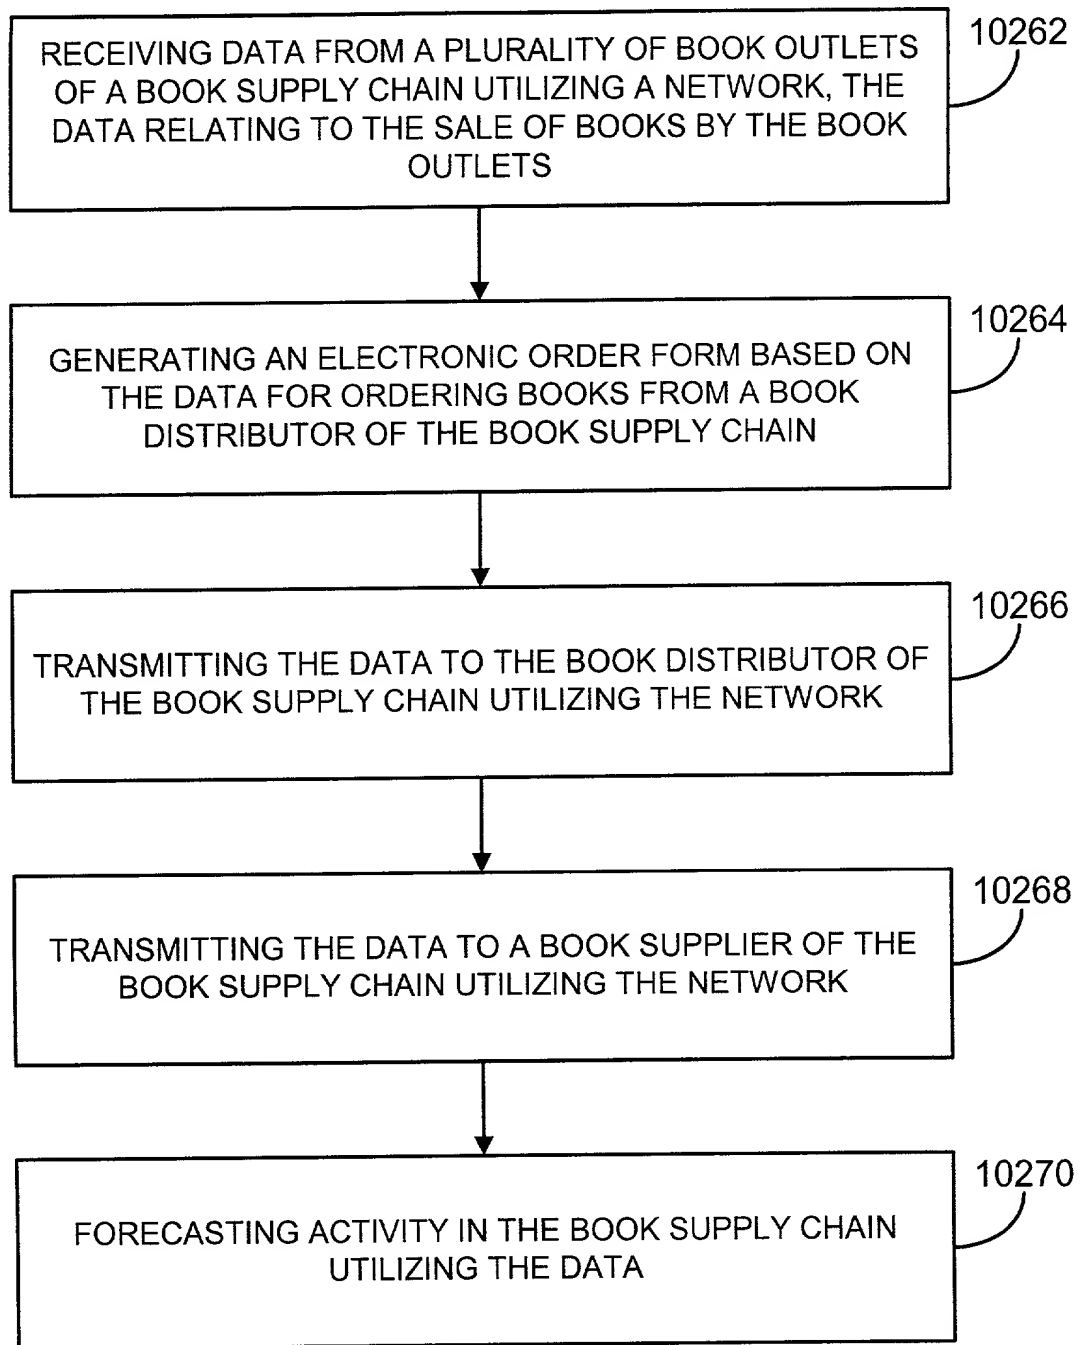 RECEIVING DATA FROM A PLURALITY OF BOOK OUTLETS
OF A BOOK SUPPLY CHAIN UTILIZING A NETWORK, THE
DATA RELATING TO THE SALE OF BOOKS BY THE BOOK
OUTLETS
10262
GENERATING AN ELECTRONIC ORDER FORM BASED ON
THE DATA FOR ORDERING BOOKS FROM A BOOK
DISTRIBUTOR OF THE BOOK SUPPLY CHAIN
10264
TRANSMITTING THE DATA TO THE BOOK DISTRIBUTOR OF
THE BOOK SUPPLY CHAIN UTILIZING THE NETWORK
10266
TRANSMITTING THE DATA TO A BOOK SUPPLIER OF THE
BOOK SUPPLY CHAIN UTILIZING THE NETWORK
10268
FORECASTING ACTIVITY IN THE BOOK SUPPLY CHAIN
UTILIZING THE DATA
10270